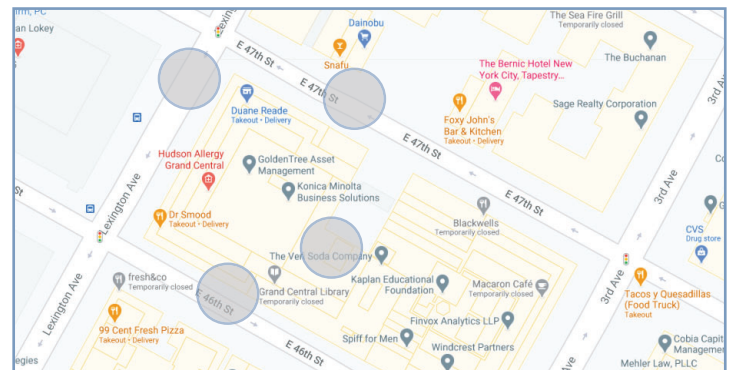 an Lokey
Dainobu
Snafu
E 47th St
The Sea Fire Grill
Temporarily closed
The Buchanan
The Bernic Hotel New
York City, Tapestry...
Sage Realty Corporation
3rd Ave
Duane Reade
Takeout • Delivery
E 47th St
Foxy John's
Bar & Kitchen
Takeout • Delivery
E 47th St
Hudson Allergy
Grand Central
GoldenTree Asset
Management
Konica Minolta
Business Solutions
Lexington Ave
E 47th St
Dr Smood
Takeout • Delivery
Blackwells
Temporarily closed
CVS
Drug store
The Very Soda Company
fresh&co
Temporarily closed
Grand Central Library
Temporarily closed
Kaplan Educational
Foundation
Macaron Café
Temporarily closed
3rd Ave
Tacos y Quesadillas
(Food Truck)
Takeout
Lexington Ave
E 46th St
99 Cent Fresh Pizza
Takeout • Delivery
Finvox Analytics LLP
Spiff for Men
E 46th St
Windcrest Partners
Cobia Capit
Managemen
Mehler Law, PLLC